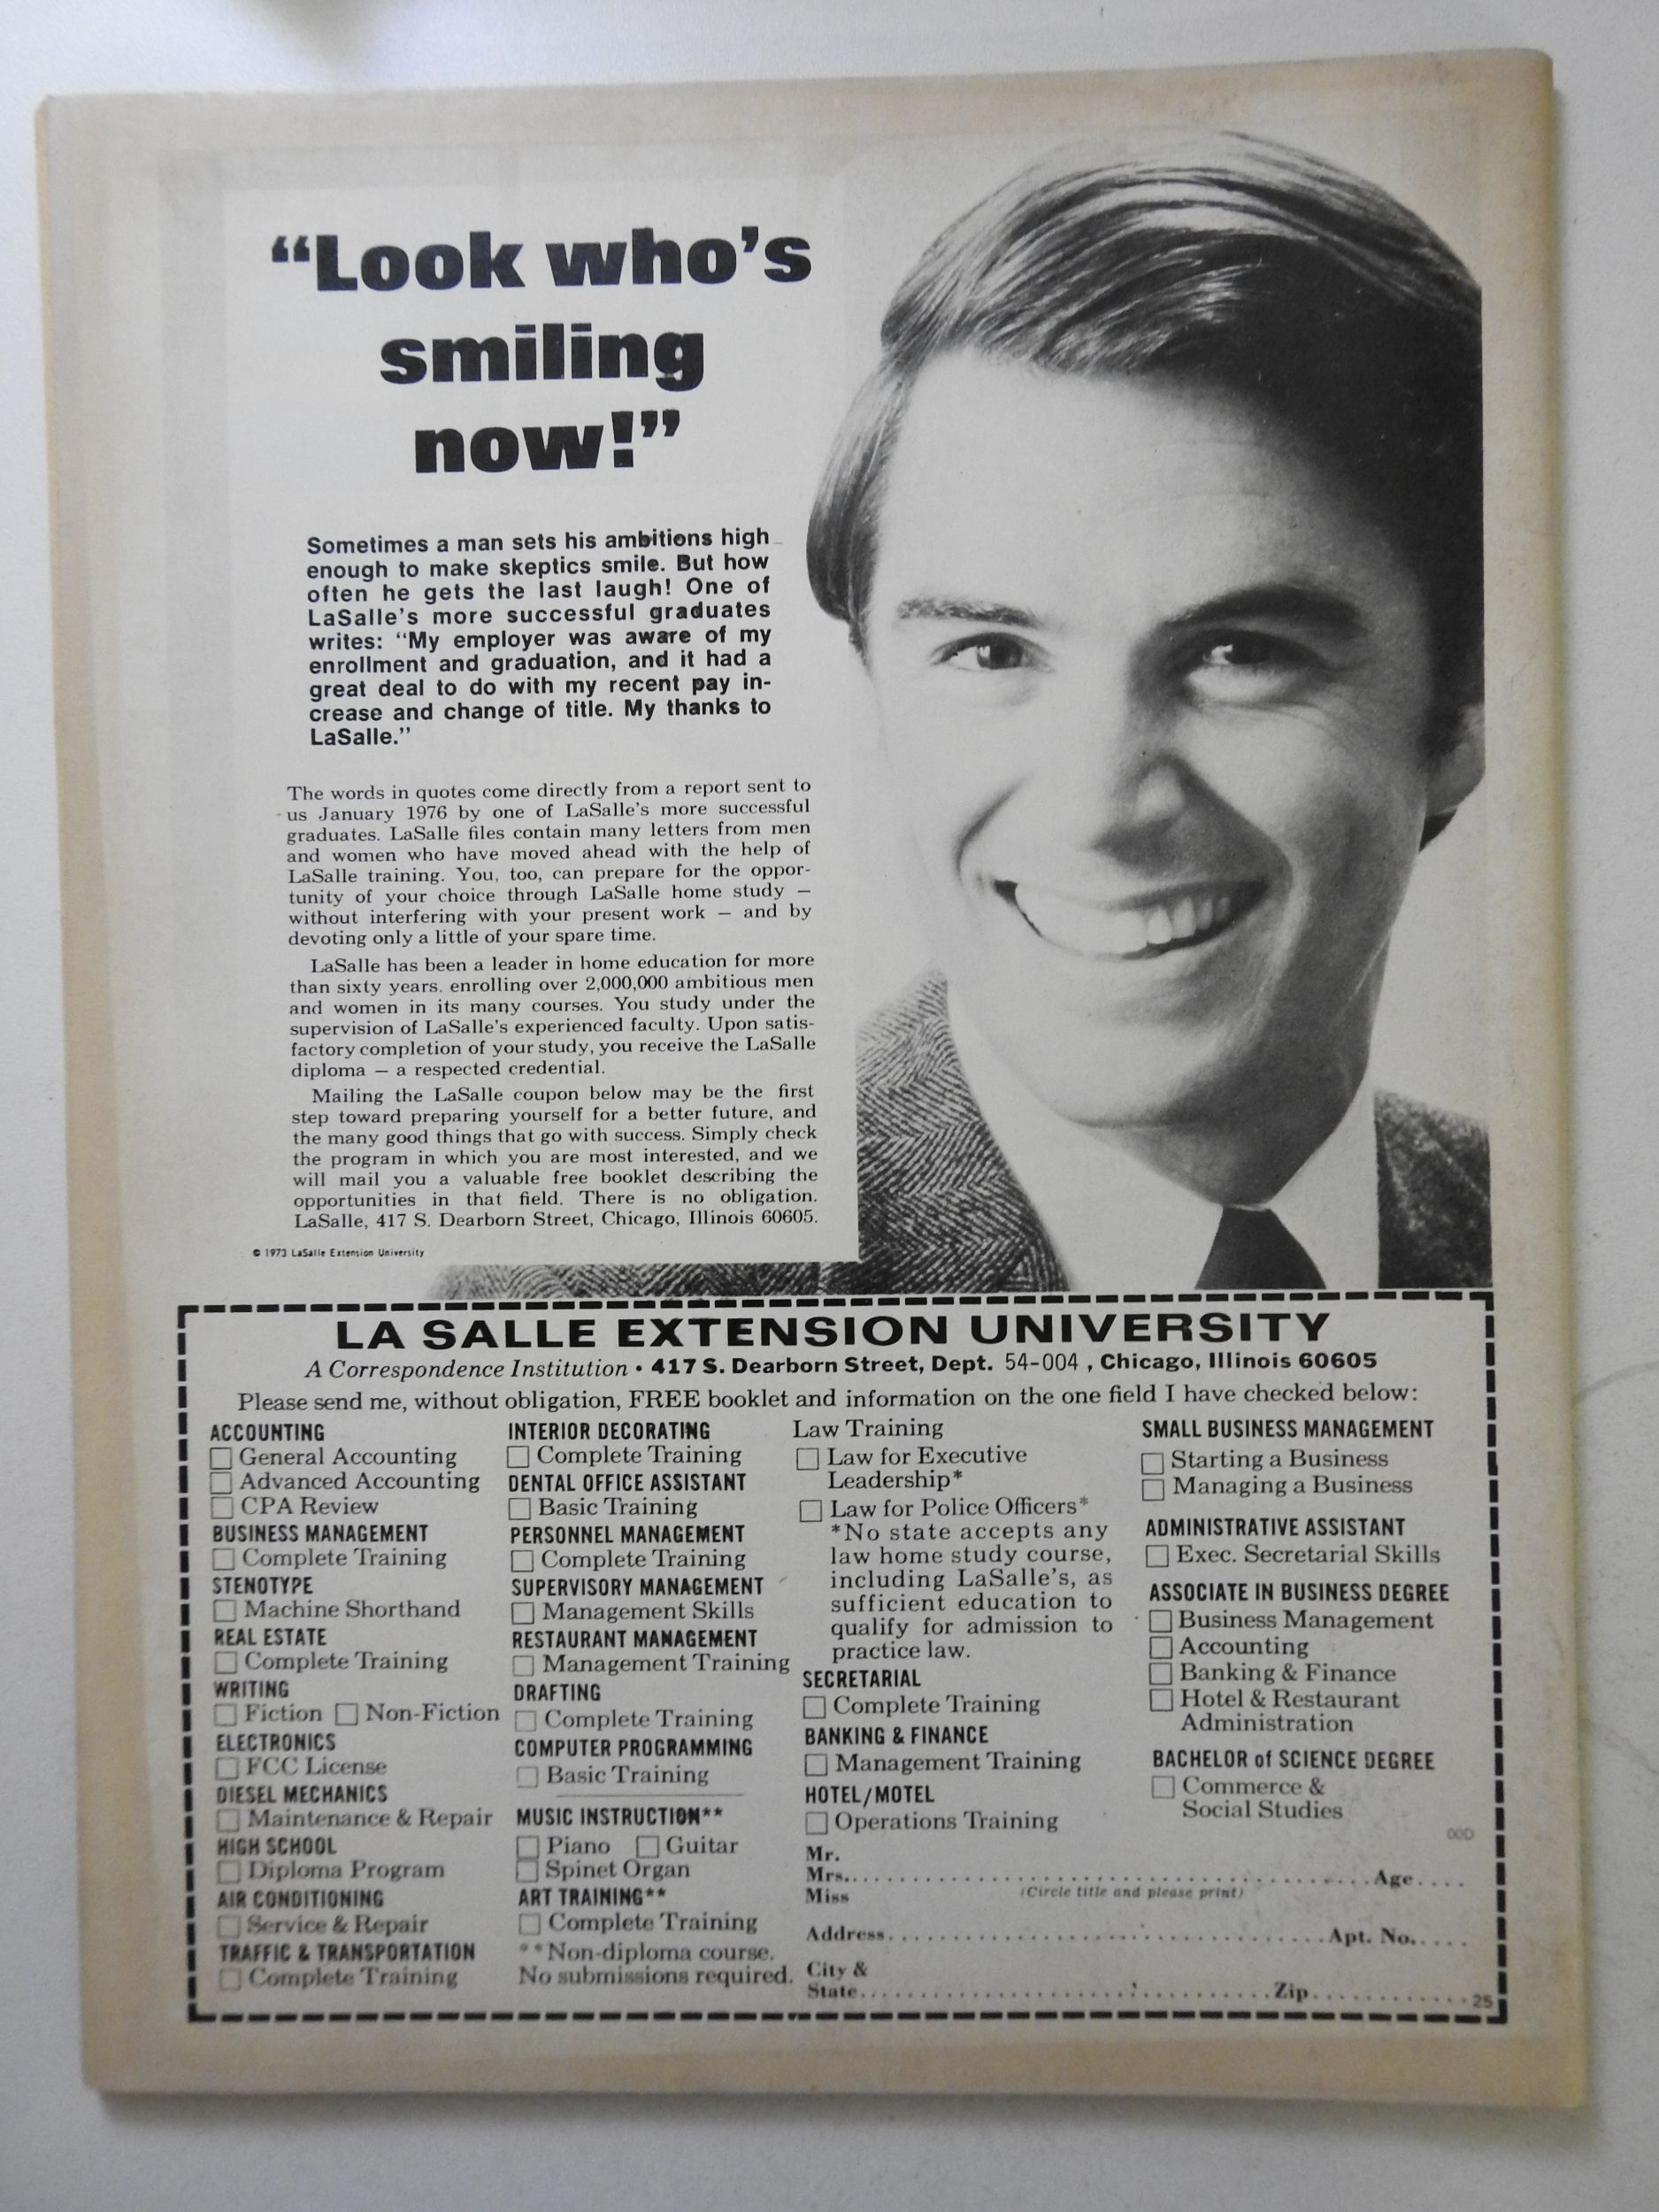 “Look who’s
smiling
now!”
Sometimes a man sets his ambitions high
enough to make skeptics smile. But how
often he gets the last laugh! One of
LaSalle’s more successful graduates
writes: “My employer was aware of my
enrollment and graduation, and it had a
great deal to do with my recent pay in-
crease and change of title. My thanks to
LaSalle.”
The words in quotes come directly from a report sent to
us January 1976 by one of LaSalle’s more successful
graduates. LaSalle files contain many letters from men
and women who have moved ahead with the help of
LaSalle training. You, too, can prepare for the oppor-
tunity of your choice through LaSalle home study —
without interfering with your present work — and by
devoting only a little of your spare time.
LaSalle has been a leader in home education for more
than sixty years, enrolling over 2,000,000 ambitious men
and women in its many courses. You study under the
supervision of LaSalle’s experienced faculty. Upon satis-
factory completion of your study, you receive the LaSalle
diploma — a respected credential.
Mailing the LaSalle coupon below may be the first
step toward preparing yourself for a better future, and
the many good things that go with success. Simply check
the program in which you are most interested, and we
will mail you a valuable free booklet describing the
opportunities in that field. There is no obligation.
LaSalle, 417 S. Dearborn Street, Chicago, Illinois 60605.
© 1973 LaSalle Extension University
LA SALLE EXTENSION UNIVERSITY
A Correspondence Institution • 417 S. Dearborn Street, Dept. 54-004 , Chicago, Illinois 60605
Please send me, without obligation, FREE booklet and information on the one field I have checked below:
ACCOUNTING
General Accounting
Advanced Accounting
CPA Review
BUSINESS MANAGEMENT
Complete Training
STENOTYPE
Machine Shorthand
REAL ESTATE
Complete Training
WRITING
Fiction Non-Fiction
ELECTRONICS
FCC License
DIESEL MECHANICS
Maintenance & Repair
HIGH SCHOOL
Diploma Program
AIR CONDITIONING
Service & Repair
TRAFFIC & TRANSPORTATION
Complete Training
INTERIOR DECORATING
Complete Training
DENTAL OFFICE ASSISTANT
Basic Training
PERSONNEL MANAGEMENT
Complete Training
SUPERVISORY MANAGEMENT
Management Skills
RESTAURANT MANAGEMENT
Management Training
DRAFTING
Complete Training
COMPUTER PROGRAMMING
Basic Training
MUSIC INSTRUCTION**
Piano Guitar
Spinet Organ
ART TRAINING**
Complete Training
**Non-diploma course.
No submissions required.
Law Training
Law for Executive
Leadership*
Law for Police Officers*
*No state accepts any
law home study course,
including LaSalle’s, as
sufficient education to
qualify for admission to
practice law.
SECRETARIAL
Complete Training
BANKING & FINANCE
Management Training
HOTEL/MOTEL
Operations Training
SMALL BUSINESS MANAGEMENT
Starting a Business
Managing a Business
ADMINISTRATIVE ASSISTANT
Exec. Secretarial Skills
ASSOCIATE IN BUSINESS DEGREE
Business Management
Accounting
Banking & Finance
Hotel & Restaurant
Administration
BACHELOR of SCIENCE DEGREE
Commerce &
Social Studies
Mr.
Mrs. Age
Miss (Circle title and please print)
Address Apt. No.
City &
State Zip
25